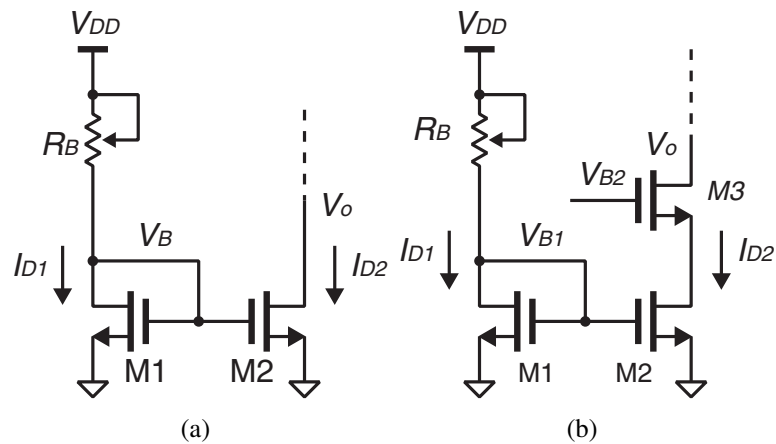 VDD
RB
Vo
VB
ID1
ID2
M1
M2
(a)
VDD
RB
Vo
VB2
M3
VB1
ID1
ID2
M1
M2
(b)